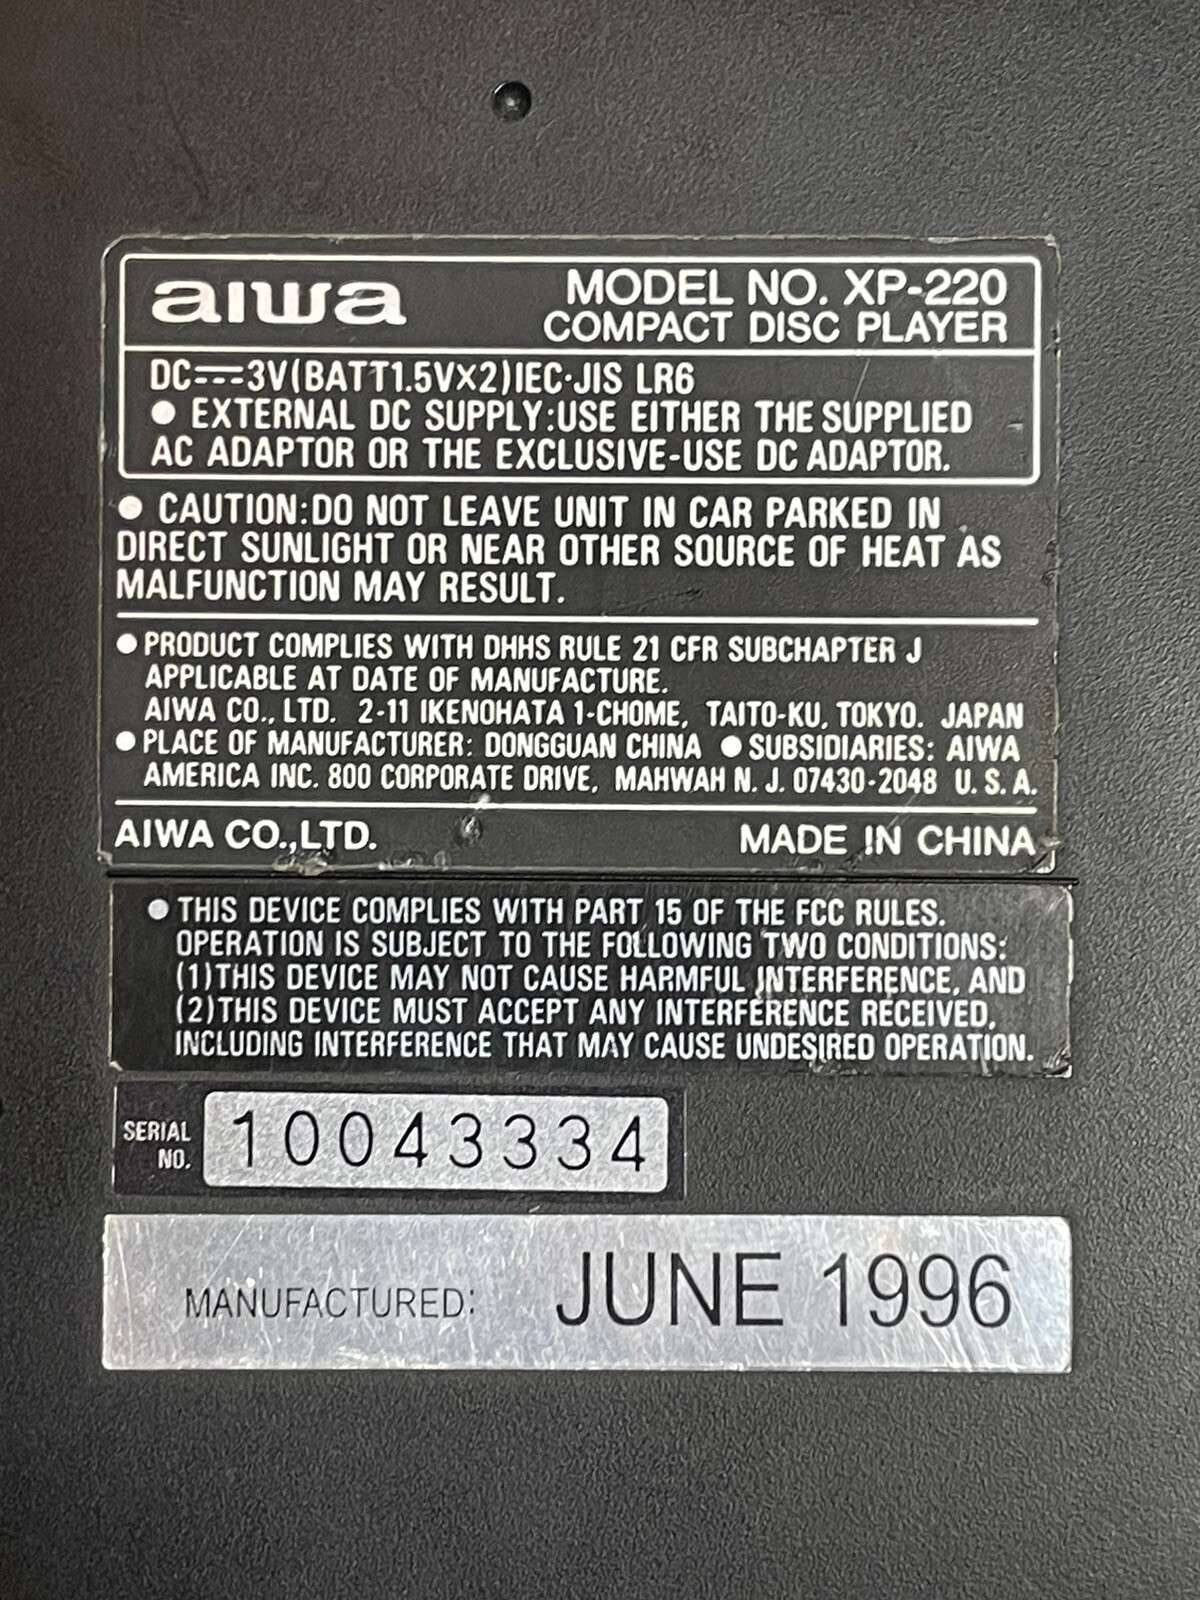 aiwa MODEL NO. XP-220
COMPACT DISC PLAYER
DC⎓3V(BATT1.5V×2)IEC·JIS LR6
● EXTERNAL DC SUPPLY:USE EITHER THE SUPPLIED
AC ADAPTOR OR THE EXCLUSIVE-USE DC ADAPTOR.
● CAUTION:DO NOT LEAVE UNIT IN CAR PARKED IN
DIRECT SUNLIGHT OR NEAR OTHER SOURCE OF HEAT AS
MALFUNCTION MAY RESULT.
● PRODUCT COMPLIES WITH DHHS RULE 21 CFR SUBCHAPTER J
APPLICABLE AT DATE OF MANUFACTURE.
AIWA CO., LTD. 2-11 IKENOHATA 1-CHOME, TAITO-KU, TOKYO. JAPAN
● PLACE OF MANUFACTURER: DONGGUAN CHINA ● SUBSIDIARIES: AIWA
AMERICA INC. 800 CORPORATE DRIVE, MAHWAH N. J. 07430-2048 U. S. A.
AIWA CO.,LTD. MADE IN CHINA
● THIS DEVICE COMPLIES WITH PART 15 OF THE FCC RULES.
OPERATION IS SUBJECT TO THE FOLLOWING TWO CONDITIONS:
(1)THIS DEVICE MAY NOT CAUSE HARMFUL INTERFERENCE, AND
(2)THIS DEVICE MUST ACCEPT ANY INTERFERENCE RECEIVED,
INCLUDING INTERFERENCE THAT MAY CAUSE UNDESIRED OPERATION.
SERIAL NO. 10043334
MANUFACTURED: JUNE 1996